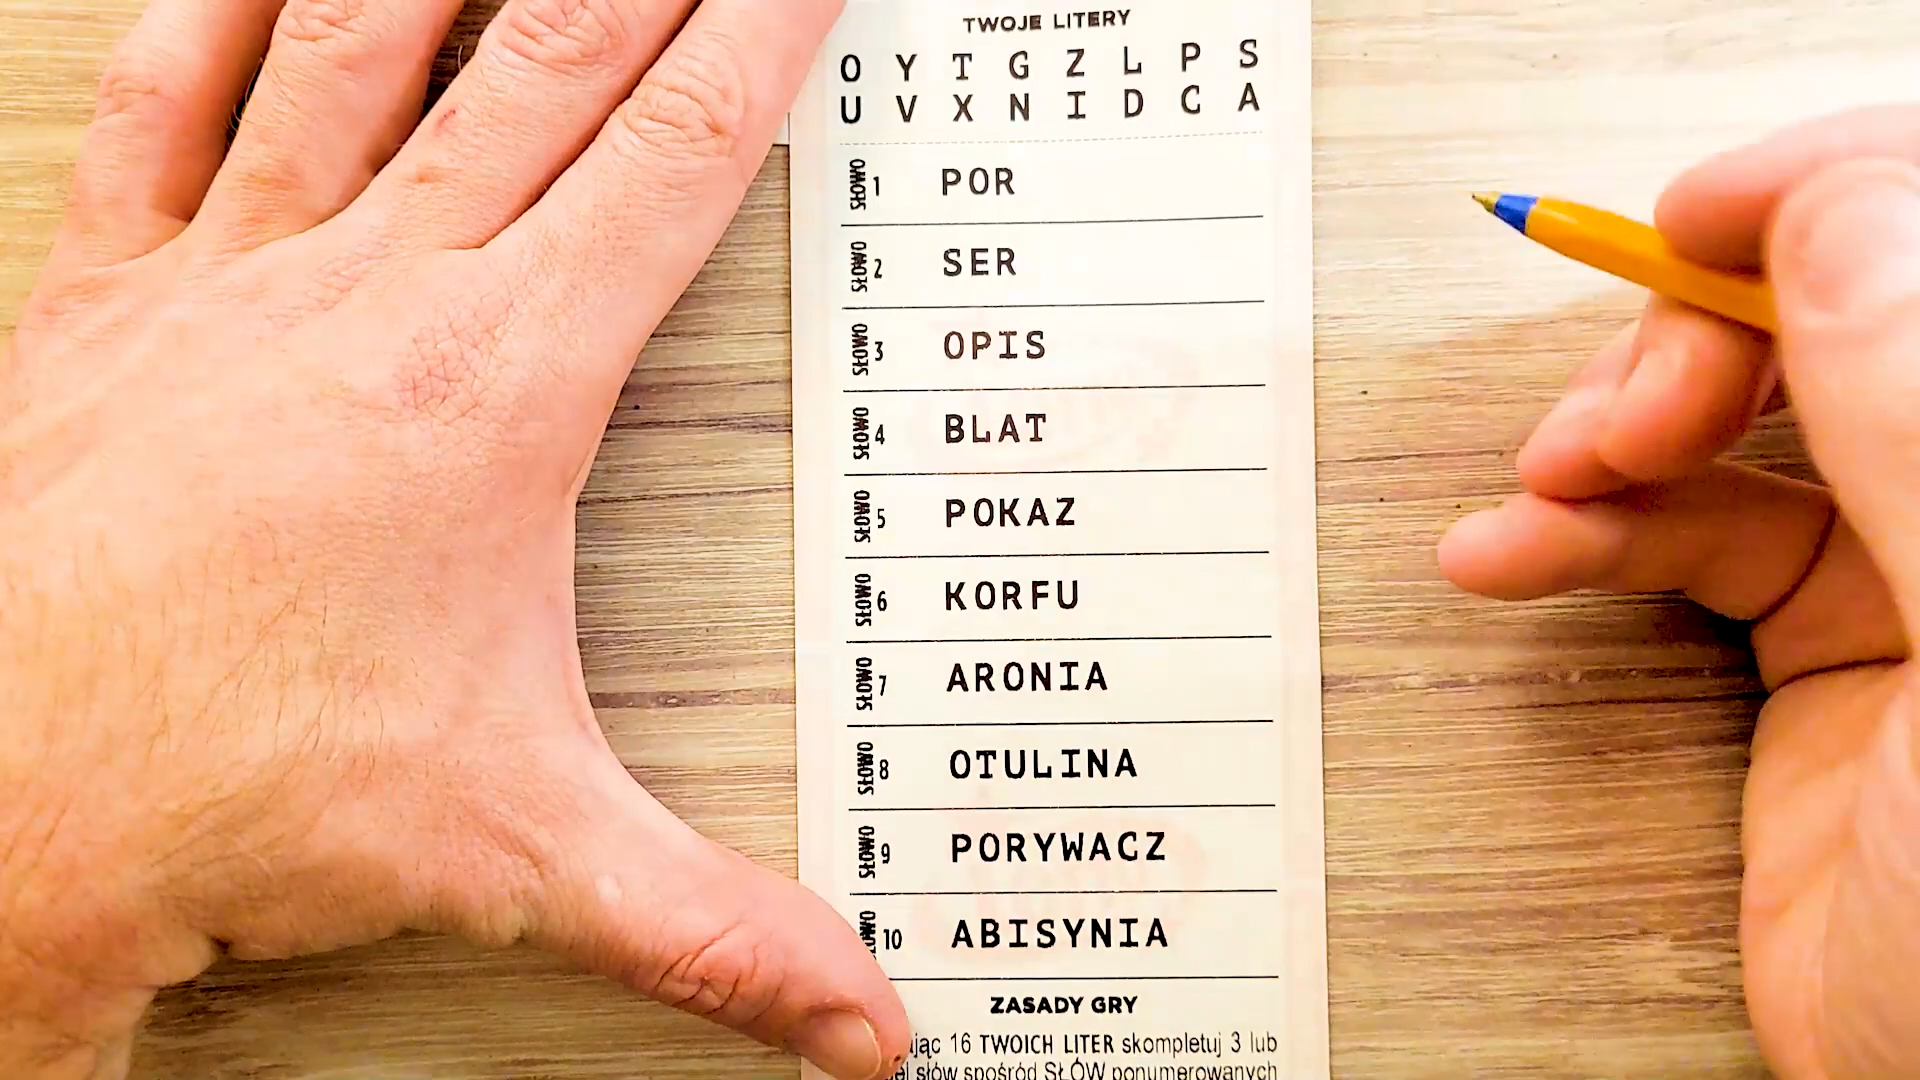 TWOJE LITERY
O Y T G Z L P S
U V X N I D C A
SŁOWO 1 POR
SŁOWO 2 SER
SŁOWO 3 OPIS
SŁOWO 4 BLAT
SŁOWO 5 POKAZ
SŁOWO 6 KORFU
SŁOWO 7 ARONIA
SŁOWO 8 OTULINA
SŁOWO 9 PORYWACZ
10 ABISYNIA
ZASADY GRY
16 TWOICH LITER skompletuj 3 lub
słów spośród SŁÓW ponumerowanych